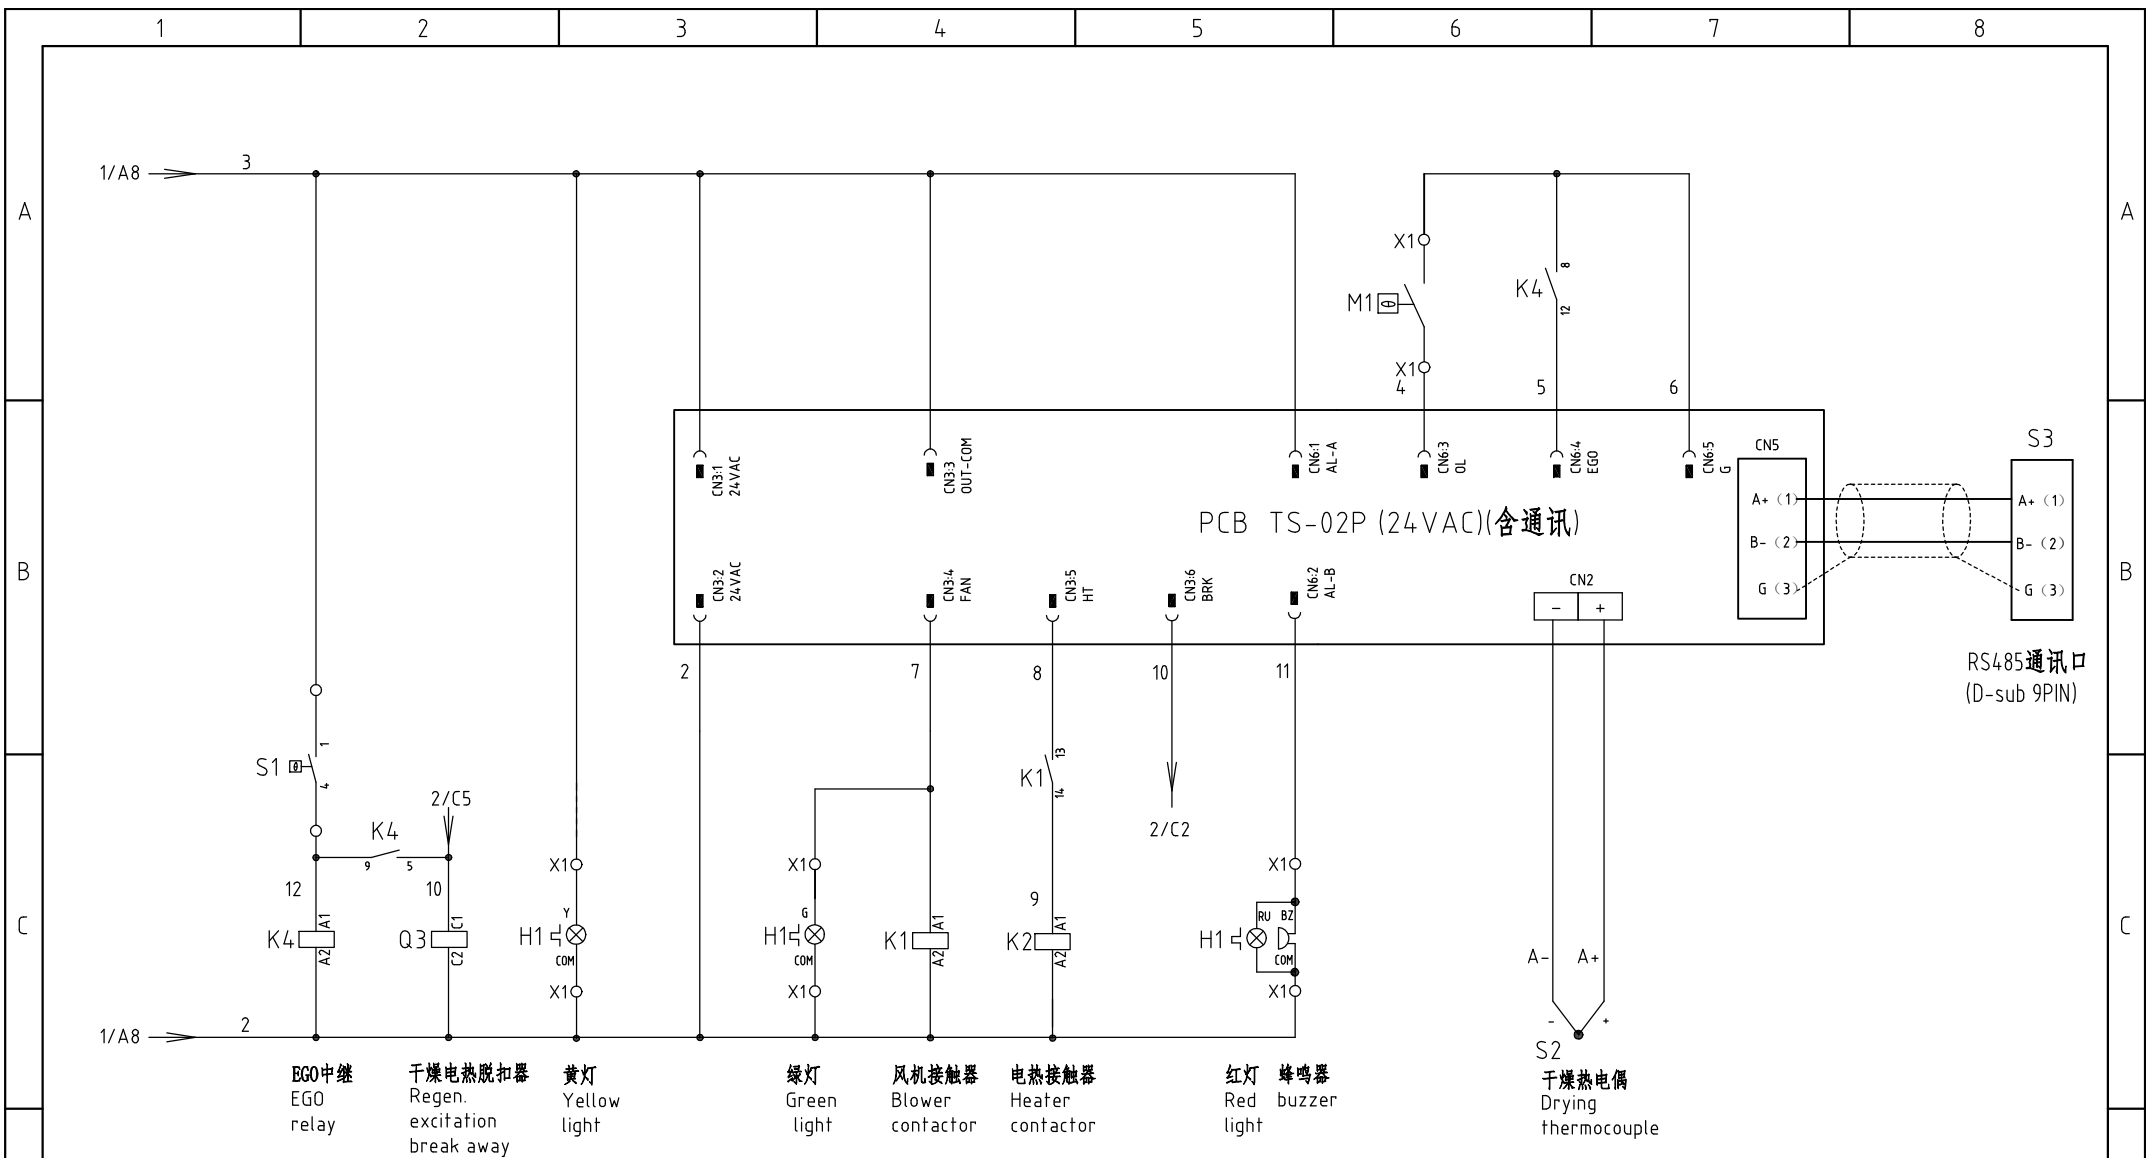 1 2 3 4 5 6 7 8
A A
1/A8 3
X1
M1 θ
K4 8 12
X1
4 5 6
B B
CN3:1
24VAC
CN3:3
OUT-COM
CN6:1
AL-A
CN6:3
OL
CN6:4
EGO
CN6:5
G
CN5
S3
A+ (1) A+ (1)
PCB TS-02P (24VAC)(含通讯)
B- (2) B- (2)
G (3) G (3)
CN3:2
24VAC
CN3:4
FAN
CN3:5
HT
CN3:6
BRK
CN6:2
AL-B
CN2
- +
RS485通讯口
(D-sub 9PIN)
2 7 8 10 11
S1 θ 1 4
K1 13 14
2/C5
2/C2
K4
9 5
X1 X1 X1
12 10 9
C C
K4 A1 A2
Q3 C1 C2
H1 Y COM
H1 G COM
K1 A1 A2
K2 A1 A2
H1 RU BZ COM
A- A+
X1 X1 X1
1/A8 2
- +
S2
EGO中继
EGO
relay
干燥电热脱扣器
Regen.
excitation
break away
黄灯
Yellow
light
绿灯
Green
light
风机接触器
Blower
contactor
电热接触器
Heater
contactor
红灯 蜂鸣器
Red buzzer
light
干燥热电偶
Drying
thermocouple